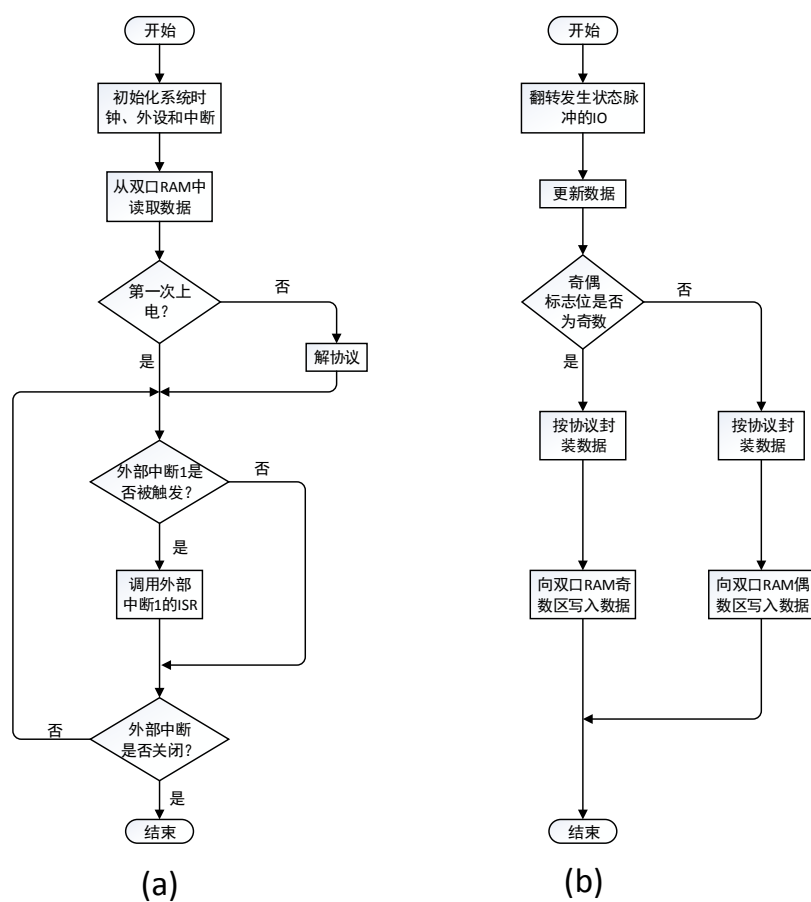 开始
初始化系统时
钟、外设和中断
从双口RAM中
读取数据
第一次上
电？
否
是
解协议
外部中断1是
否被触发？
否
是
调用外部
中断1的ISR
外部中断
是否关闭？
否
是
结束
(a)
开始
翻转发生状态脉
冲的IO
更新数据
奇偶
标志位是否
为奇数
否
是
按协议封
装数据
按协议封
装数据
向双口RAM奇
数区写入数据
向双口RAM偶
数区写入数据
结束
(b)